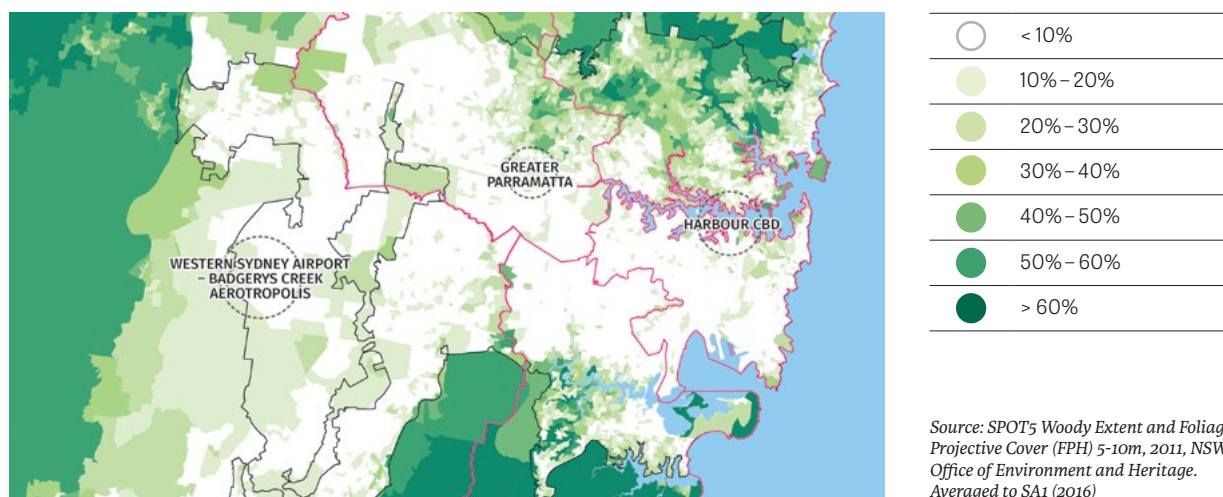 GREATER
PARRAMATTA
HARBOUR CBD
WESTERN SYDNEY AIRPORT
– BADGERYS CREEK
AEROTROPOLIS
< 10%
10% – 20%
20% – 30%
30% – 40%
40% – 50%
50% – 60%
> 60%
Source: SPOT5 Woody Extent and Foliag
Projective Cover (FPH) 5-10m, 2011, NSW
Office of Environment and Heritage.
Averaged to SA1 (2016)